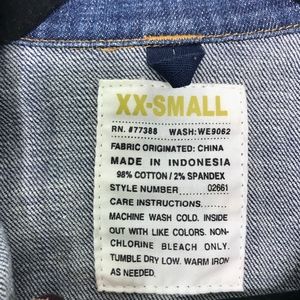 XX-SMALL
RN. #77388 WASH: WE9062
FABRIC ORIGINATED: CHINA
MADE IN INDONESIA
98% COTTON / 2% SPANDEX
STYLE NUMBER 02661
CARE INSTRUCTIONS.
MACHINE WASH COLD. INSIDE
OUT WITH LIKE COLORS. NON-
CHLORINE BLEACH ONLY.
TUMBLE DRY LOW. WARM IRON
AS NEEDED.